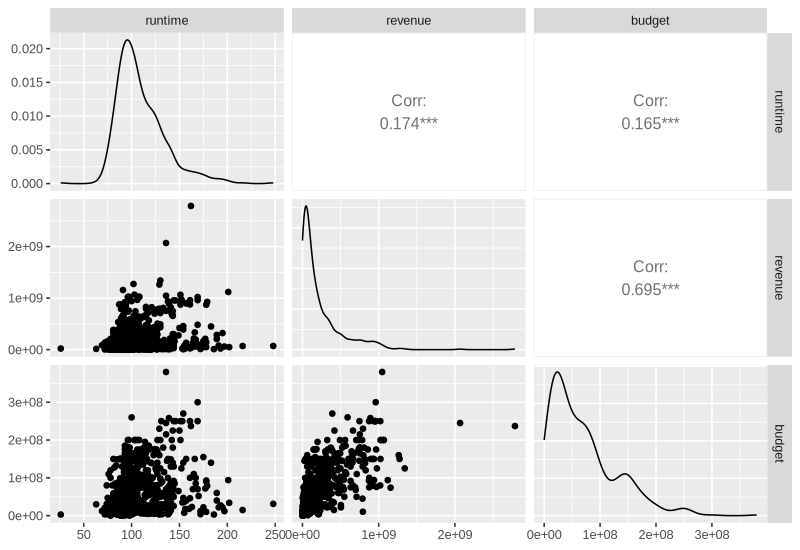 runtime revenue budget
0.020
0.015
0.010
0.005
0.000
Corr:
0.174***
Corr:
0.165***
runtime
2e+09
1e+09
0e+00
Corr:
0.695***
revenue
3e+08
2e+08
1e+08
0e+00
budget
50 100 150 200 250
0e+00 1e+09 2e+09
0e+00 1e+08 2e+08 3e+08